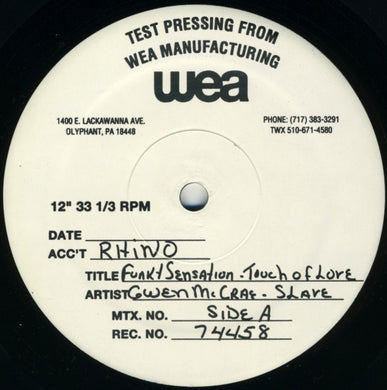 TEST PRESSING FROM
WEA MANUFACTURING
wea
1400 E. LACKAWANNA AVE.
OLYPHANT, PA 18448
PHONE: (717) 383-3291
TWX 510-671-4580
12" 33 1/3 RPM
DATE
ACC'T RHINO
TITLE FUNKY SENSATION - TOUCH OF LOVE
ARTIST GWEN MCCRAE - SLAVE
MTX. NO. SIDE A
REC. NO. 74458